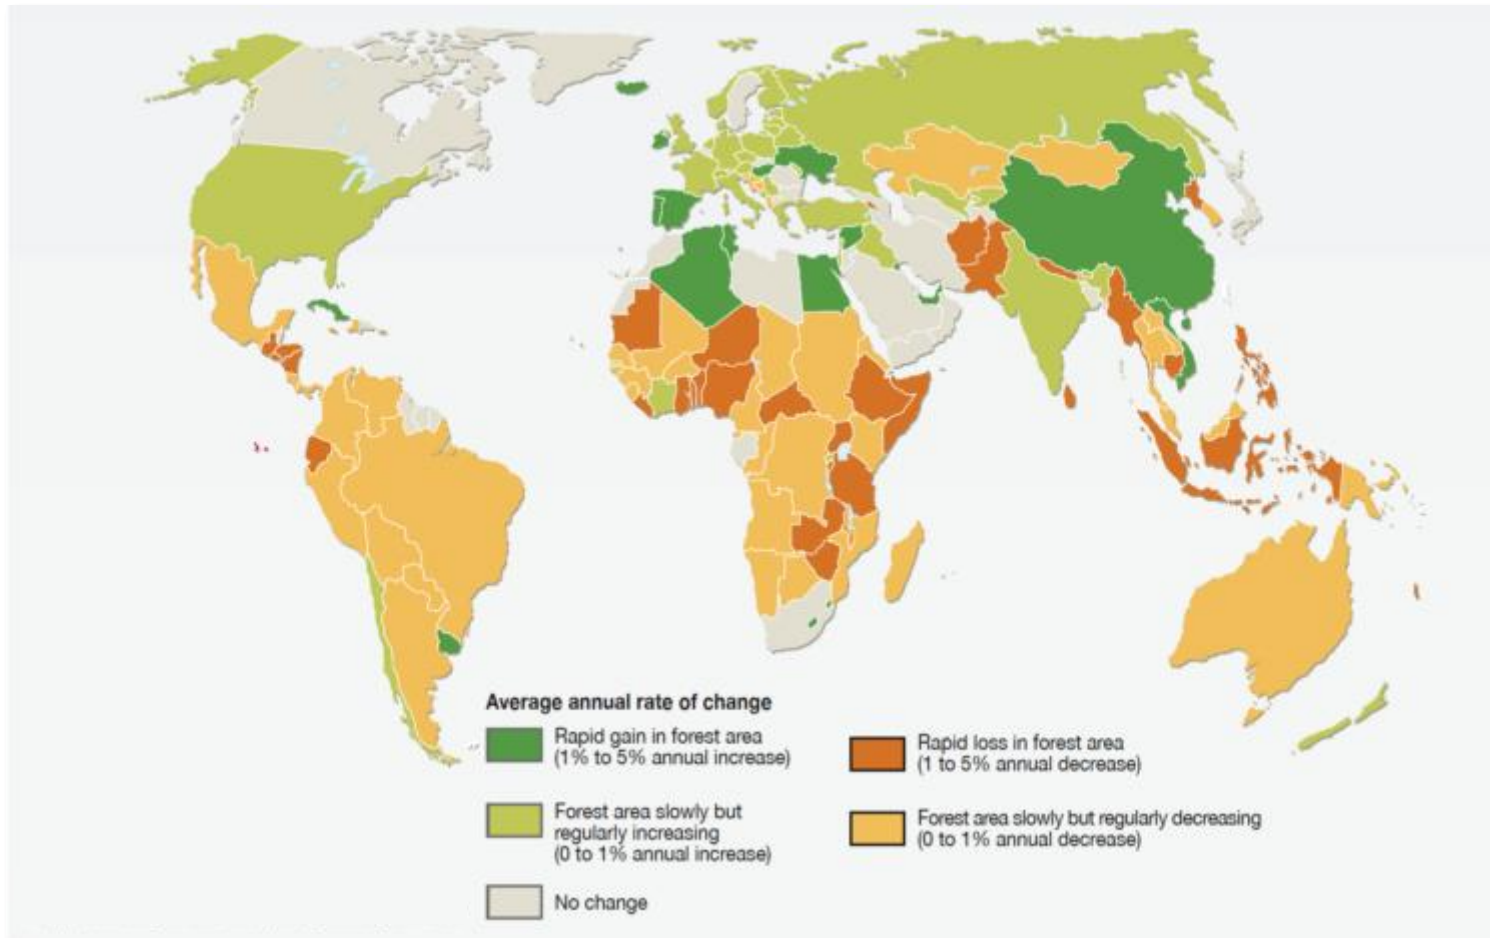 Average annual rate of change
Rapid gain in forest area
(1% to 5% annual increase)
Forest area slowly but
regularly increasing
(0 to 1% annual increase)
No change
Rapid loss in forest area
(1 to 5% annual decrease)
Forest area slowly but regularly decreasing
(0 to 1% annual decrease)